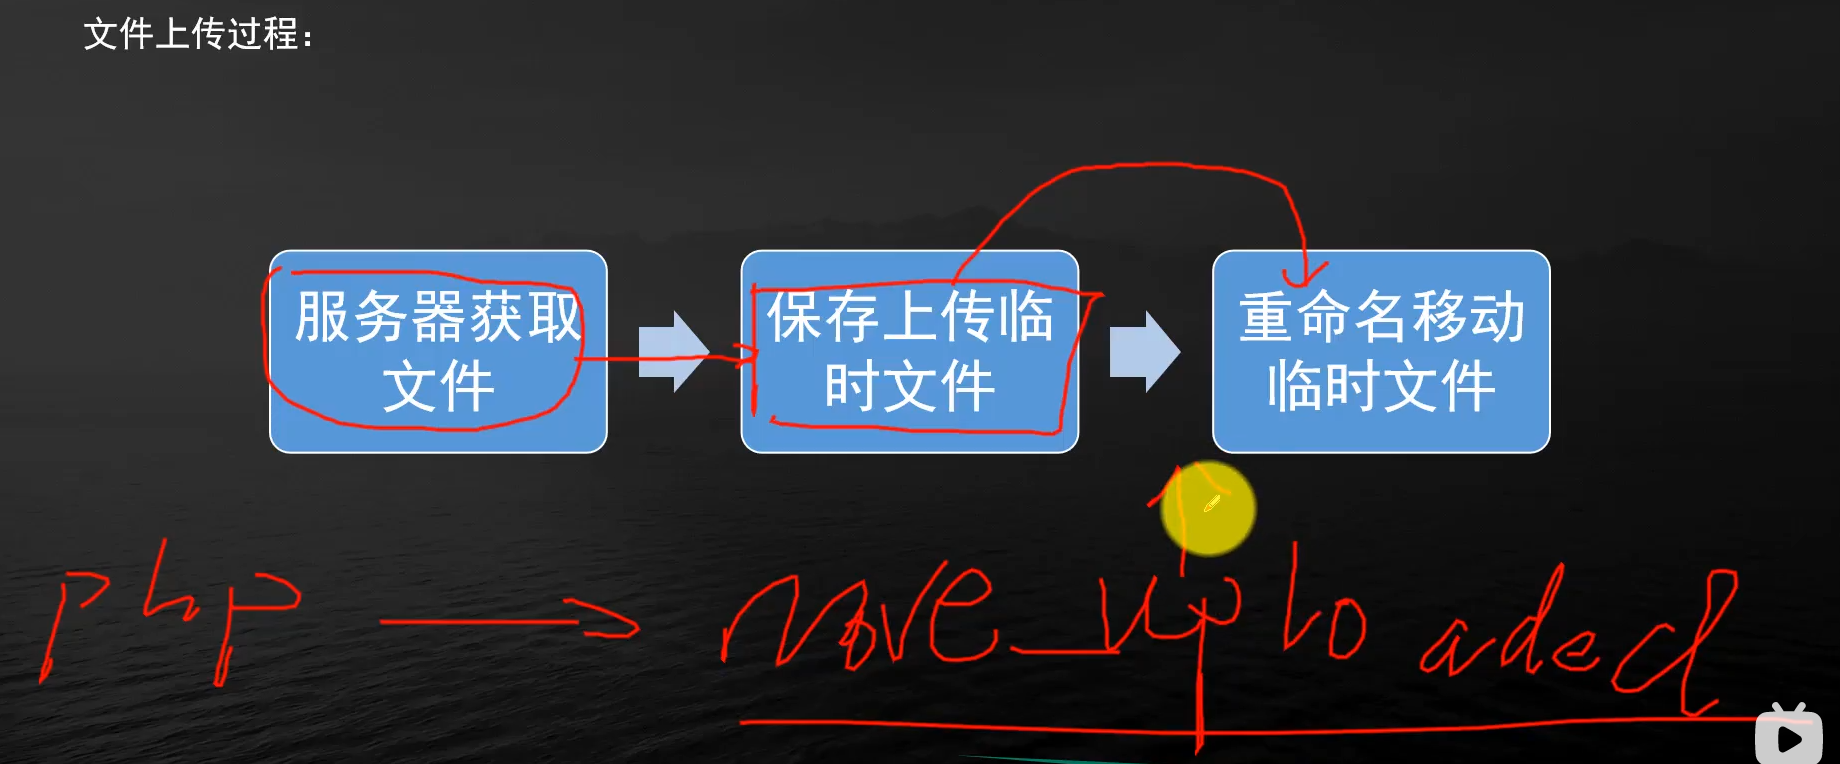 文件上传过程：
服务器获取
文件
保存上传临
时文件
重命名移动
临时文件
php
move_uploaded